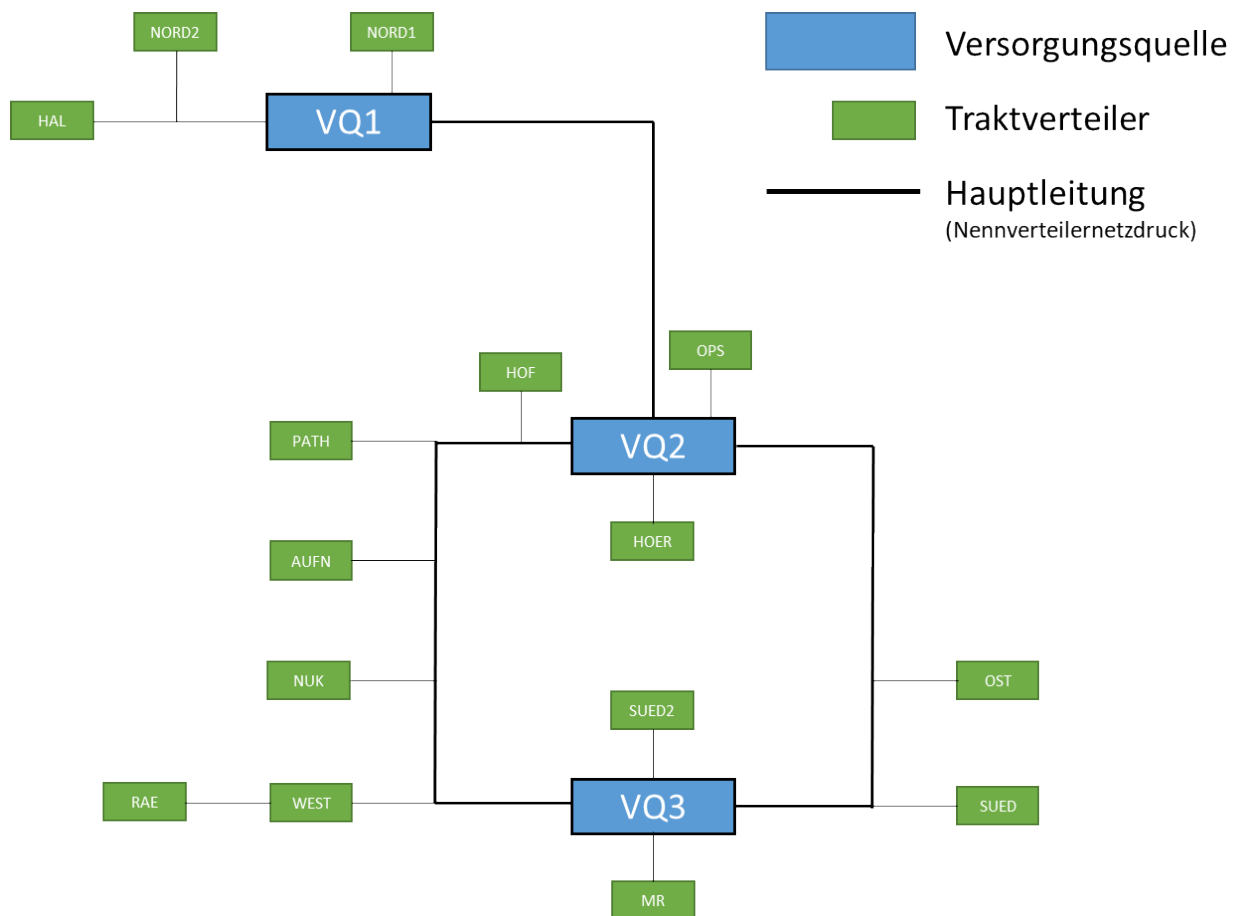 NORD2
NORD1
Versorgungsquelle
HAL
VQ1
Traktverteiler
Hauptleitung
(Nennverteilernetzdruck)
OPS
HOF
PATH
VQ2
HOER
AUFN
NUK
OST
SUED2
RAE
WEST
VQ3
SUED
MR